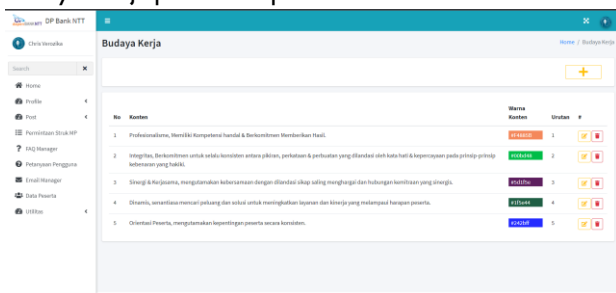 DP Bank NTT
Chris Menalka
Budaya Kerja
Home / Budaya Kerja
Search
Home
Profile
Post
Permintaan Struk MP
FAQ Manager
Petanyaan Pengguna
Email Manager
Data Peserta
Utilitas
No Konten Warna Konten Urutan #
1 Profesionalisme, Memiliki Kompetensi handal & Berkomitmen Memberikan Hasil. 1
2 Integritas, Berkomitmen untuk selalu konsisten antara pikiran, perkataan & perbuatan yang dilandasi oleh kata hati & kepercayaan pada prinsip-prinsip
kebenaran yang hakiki. 2
3 Sinergi & Kerjasama, mengutamakan kebersamaan dengan dilandasi sikap saling menghargai dan hubungan kemitraan yang sinergis. 3
4 Dinamis, senantiasa mencari peluang dan solusi untuk meningkatkan layanan dan kinerja yang melampaui harapan peserta. #1f5e44 4
5 Orientasi Peserta, mengutamakan kepentingan peserta secara konsisten. #242bff 5